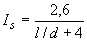 I_s = 2,6 / (l / d + 4)